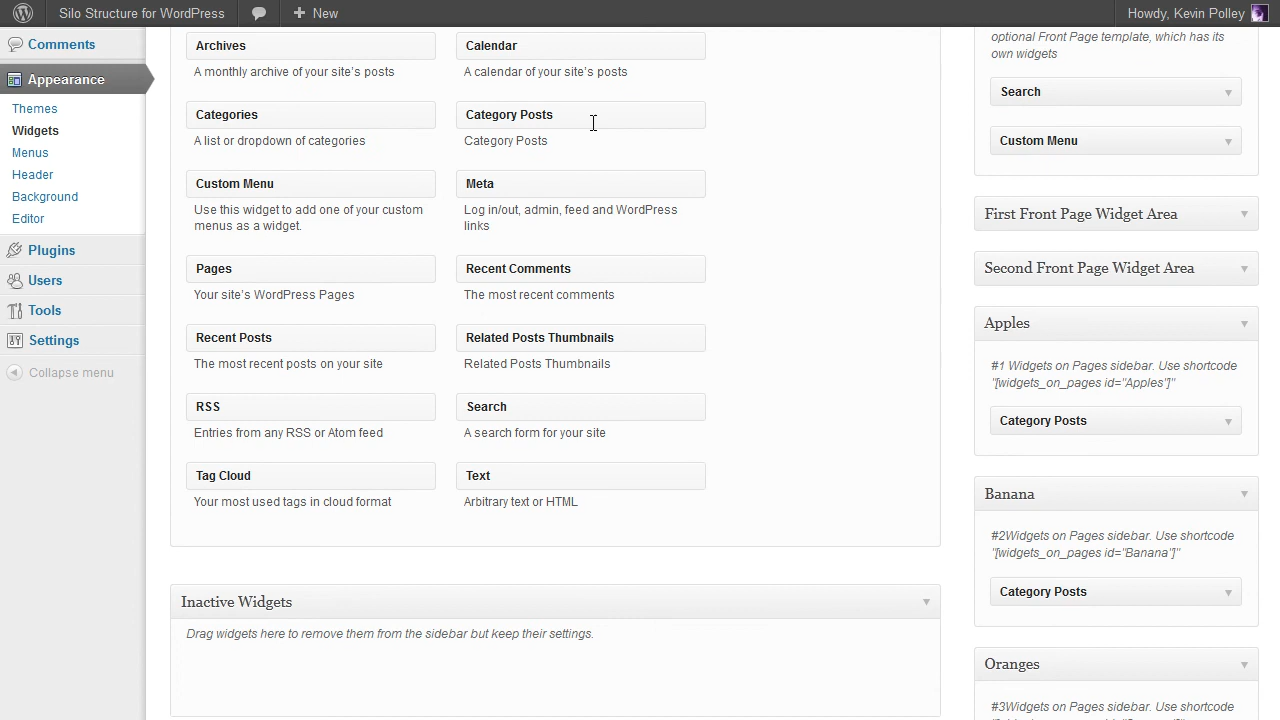 Silo Structure for WordPress
New
Howdy, Kevin Polley
Comments
Appearance
Themes
Widgets
Menus
Header
Background
Editor
Plugins
Users
Tools
Settings
Collapse menu
Archives
A monthly archive of your site's posts
Calendar
A calendar of your site's posts
Categories
A list or dropdown of categories
Category Posts
Category Posts
Custom Menu
Use this widget to add one of your custom
menus as a widget.
Meta
Log in/out, admin, feed and WordPress
links
Pages
Your site's WordPress Pages
Recent Comments
The most recent comments
Recent Posts
The most recent posts on your site
Related Posts Thumbnails
Related Posts Thumbnails
RSS
Entries from any RSS or Atom feed
Search
A search form for your site
Tag Cloud
Your most used tags in cloud format
Text
Arbitrary text or HTML
Inactive Widgets
Drag widgets here to remove them from the sidebar but keep their settings.
optional Front Page template, which has its
own widgets
Search
Custom Menu
First Front Page Widget Area
Second Front Page Widget Area
Apples
#1 Widgets on Pages sidebar. Use shortcode
"[widgets_on_pages id="Apples"]"
Category Posts
Banana
#2Widgets on Pages sidebar. Use shortcode
"[widgets_on_pages id="Banana"]"
Category Posts
Oranges
#3Widgets on Pages sidebar. Use shortcode